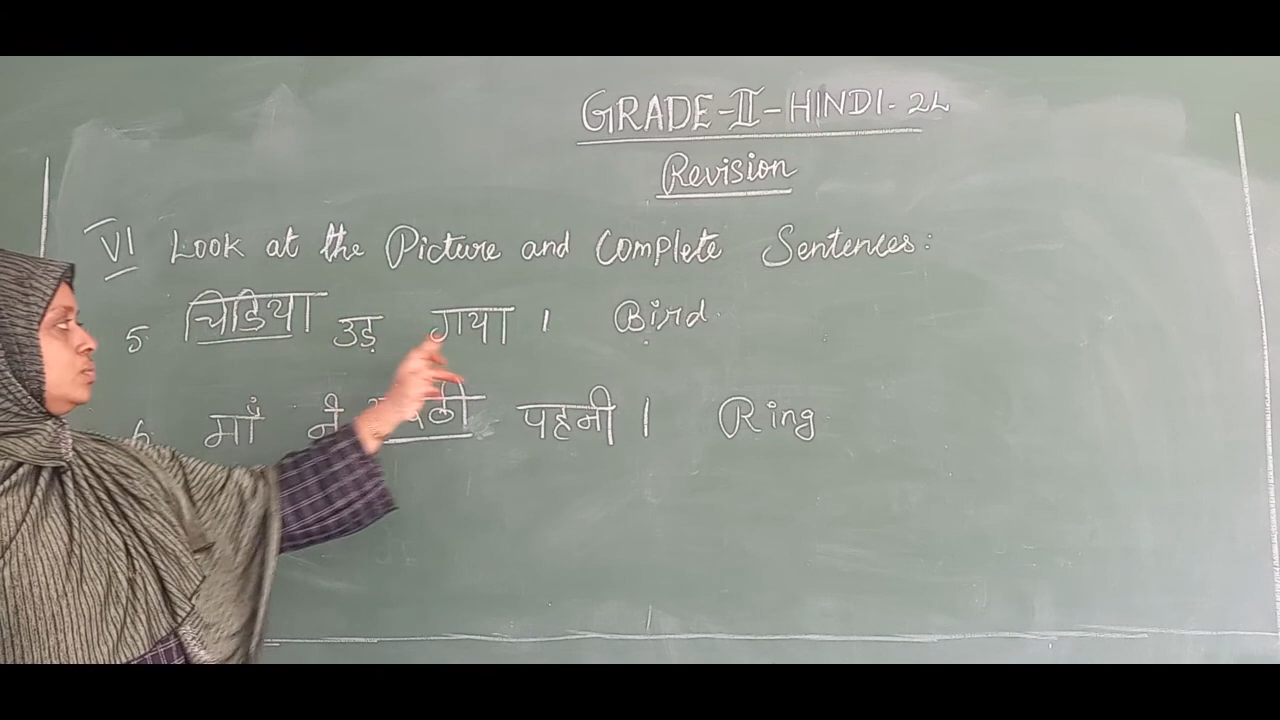 GRADE-II-HINDI-2L
Revision
VI Look at the Picture and Complete Sentences:
5. चिडिया उड़ गया । Bird.
6. माँ ने पहनी । Ring